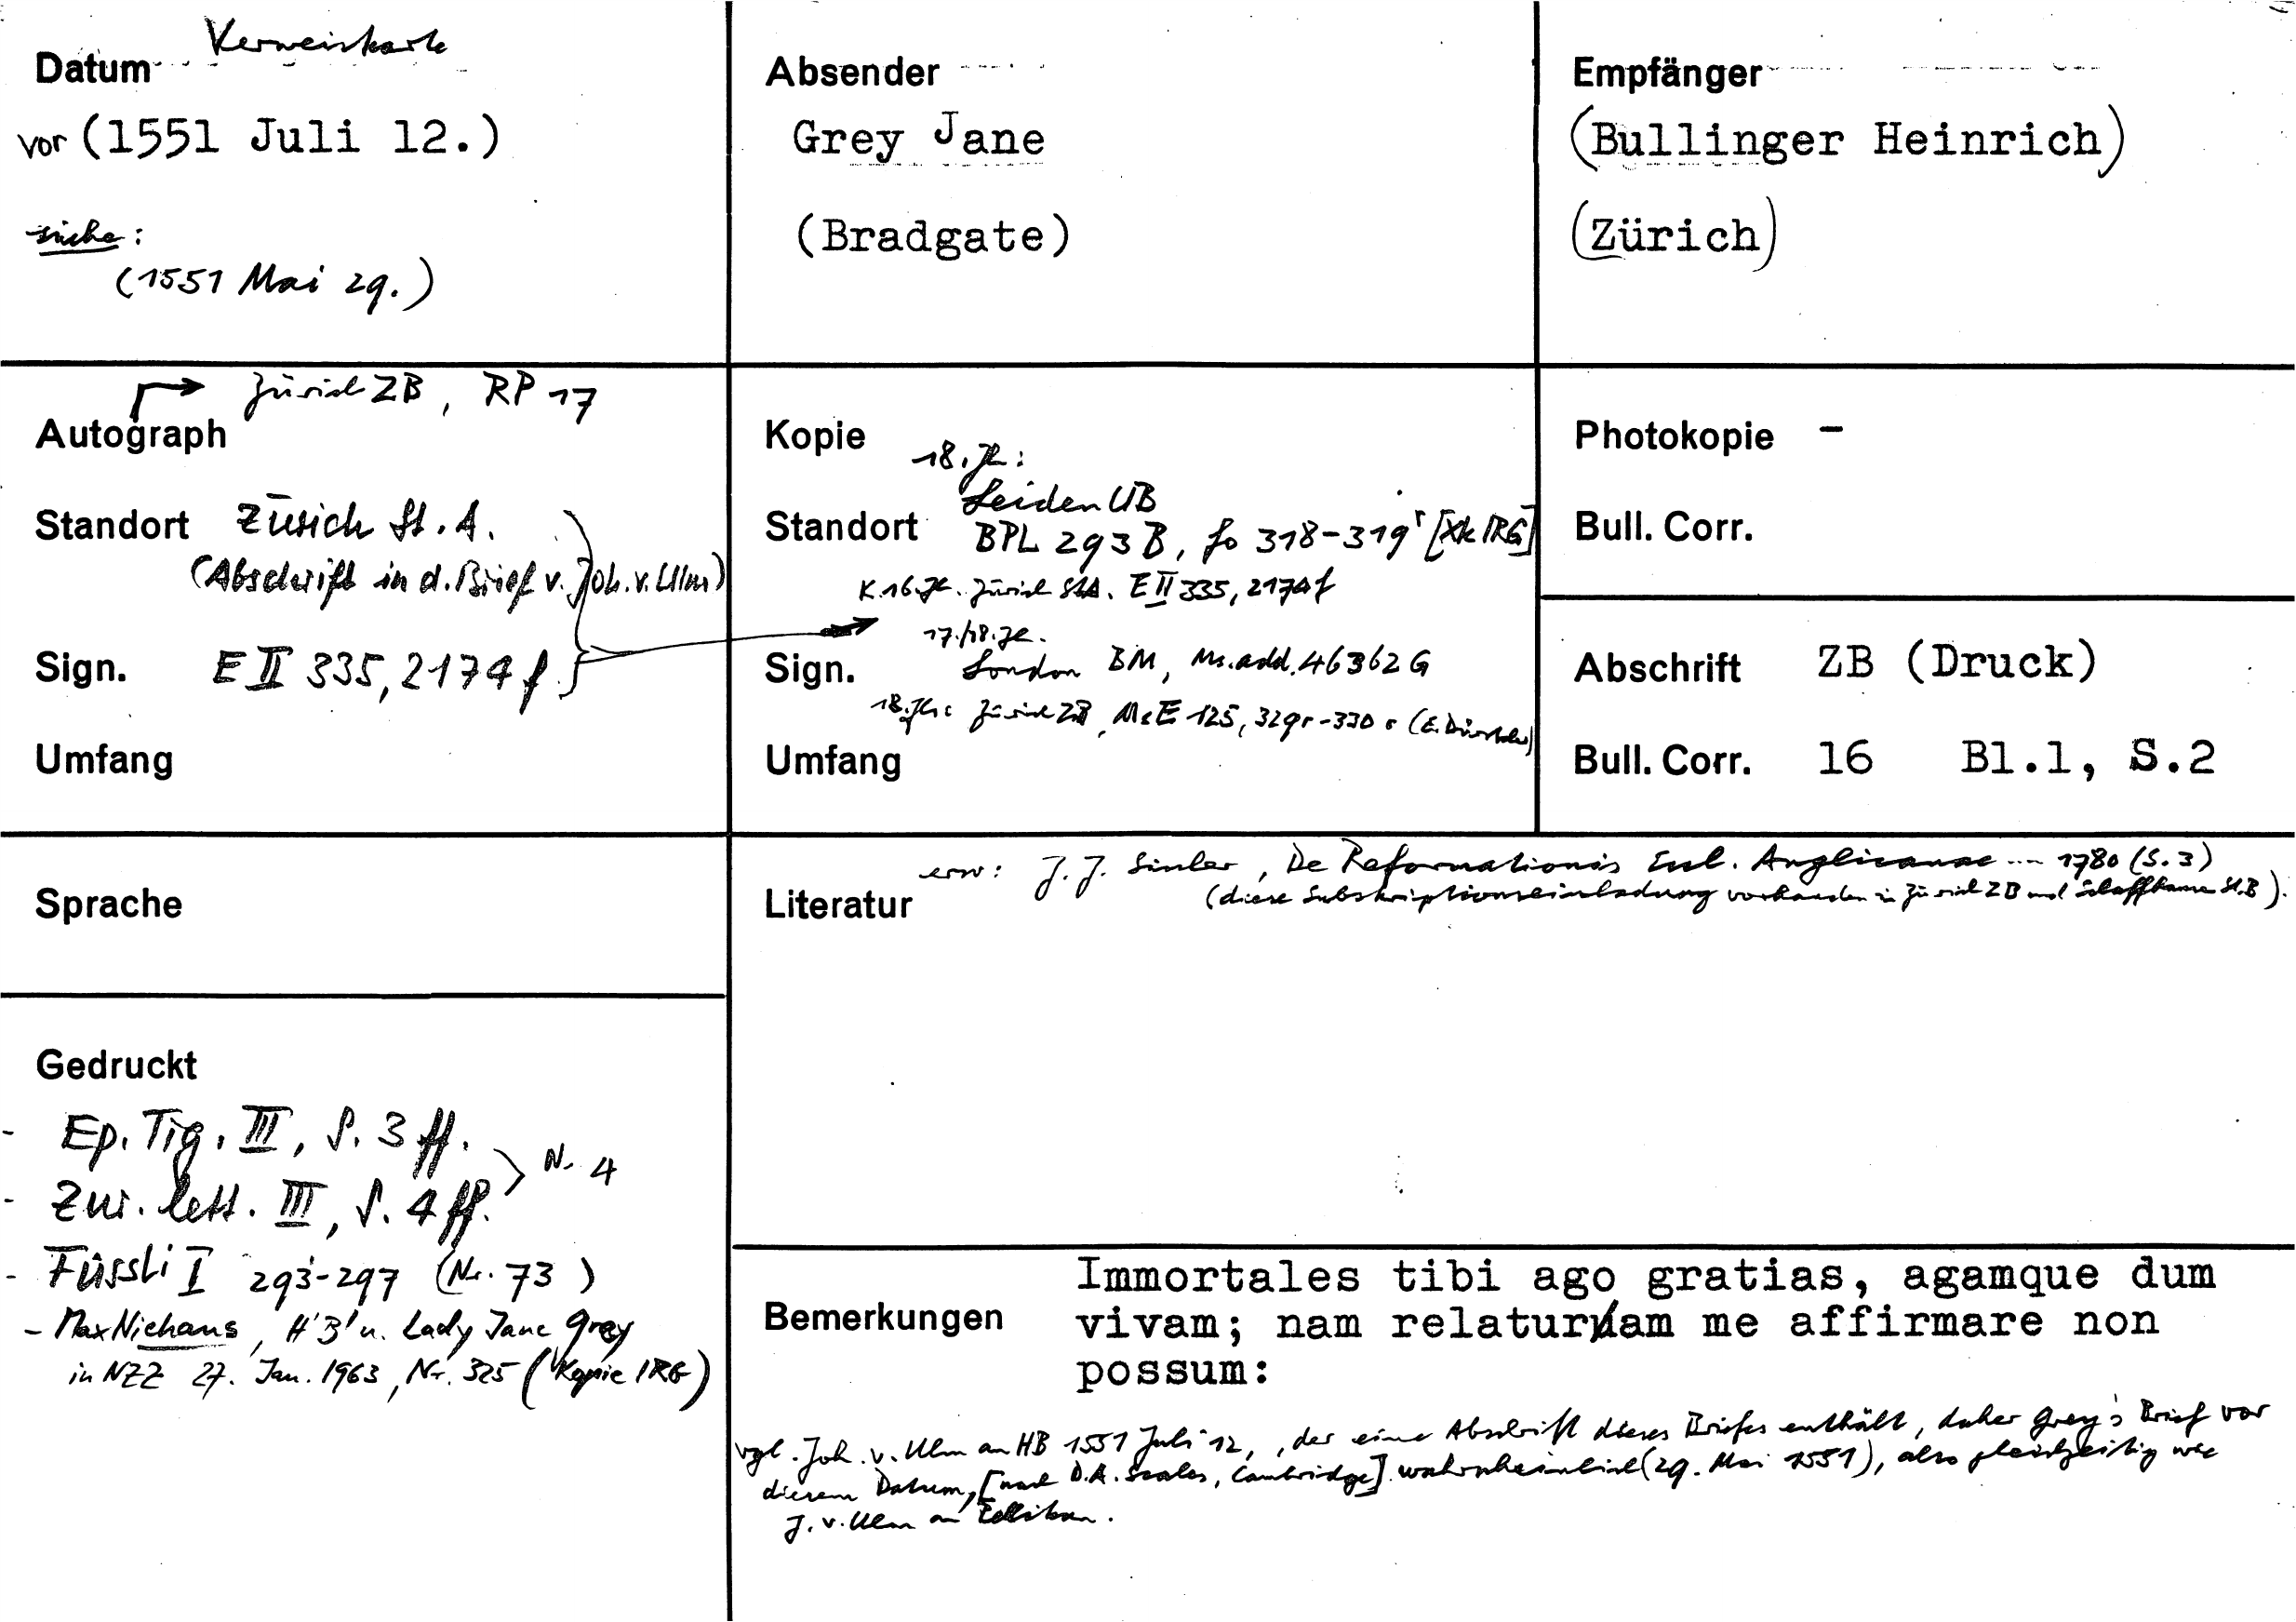 Verweiskarte
Datum
vor (1551 Juli 12.)
siehe:
(1551 Mai 29.)
Absender
Grey Jane
(Bradgate)
Empfänger
(Bullinger Heinrich)
(Zürich)
Zürich ZB, RP 17
Autograph
Standort Zürich St. A.
(Abschrift in d. Brief v. Joh. v. Ulm)
Sign. E II 335, 2174 f
Umfang
Kopie
18. Jh:
Leiden UB
Standort BPL 293 B, fo 318-319r [Xk IRG]
K. 16. Jh. Zürich StA. E II 335, 2174 f
17./18. Jh.
Sign. London BM, Ms. add. 46362 G
18. Jh: Zürich ZB, Ms E 125, 329r-330r (E. Dürsteler)
Umfang
Photokopie -
Bull. Corr.
Abschrift ZB (Druck)
Bull. Corr. 16 Bl.1, S.2
Sprache
Gedruckt
- Ep. Tig. III, S. 3 ff.
- Zur. lett. III, S. 4 ff.
Nr. 4
- Füssli I 293-297 (Nr. 73)
- Max Niehans, H'B' u. Lady Jane Grey
in NZZ 27. Jan. 1963, Nr. 325 (Kopie IRG)
Literatur erw: J. J. Simler, De Reformationis Eccl. Anglicanae ... 1780 (S. 3)
(diese Subskriptionseinladung vorhanden in Zürich ZB und Schaffhausen St.B).
Bemerkungen
Immortales tibi ago gratias, agamque dum
vivam; nam relaturam me affirmare non
possum:
vgl. Joh. v. Ulm an HB 1551 Juli 12, der eine Abschrift dieses Briefes enthält, daher Grey's Brief vor
diesem Datum, [nach D.A. Scales, Cambridge] wahrscheinlich (29. Mai 1551), also gleichzeitig wie
J. v. Ulm an Pellikan.